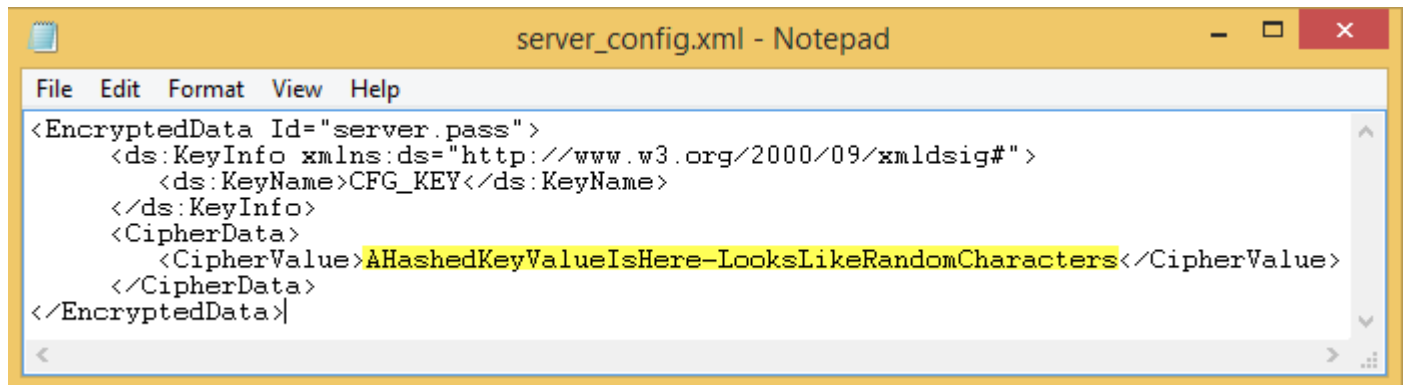 server_config.xml - Notepad
File Edit Format View Help
<EncryptedData Id="server.pass">
<ds:KeyInfo xmlns:ds="http://www.w3.org/2000/09/xmldsig#">
<ds:KeyName>CFG_KEY</ds:KeyName>
</ds:KeyInfo>
<CipherData>
<CipherValue>AHashedKeyValueIsHere-LooksLikeRandomCharacters</CipherValue>
</CipherData>
</EncryptedData>